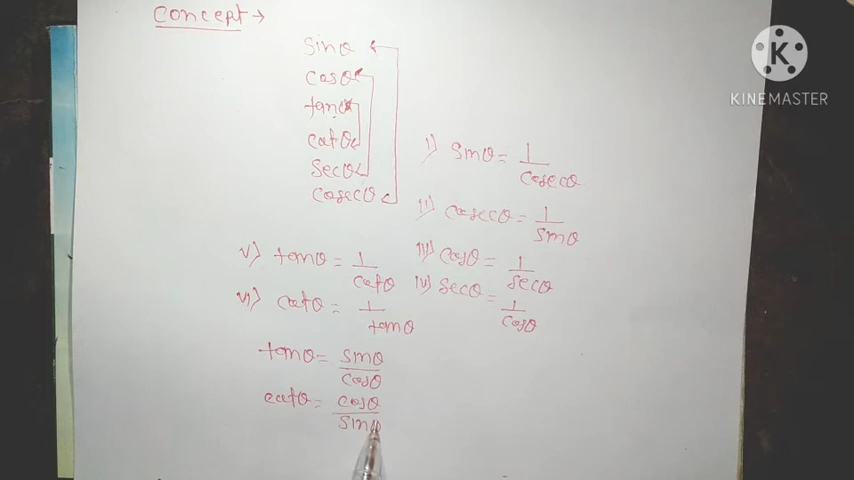 Concept →
K
KINEMASTER
sinθ
cosθ
tanθ
cotθ
secθ
cosecθ
i) sinθ = 1/cosecθ
ii) cosecθ = 1/sinθ
iii) cosθ = 1/secθ
iv) secθ = 1/cosθ
v) tanθ = 1/cotθ
vi) cotθ = 1/tanθ
tanθ = sinθ/cosθ
cotθ = cosθ/sinθ